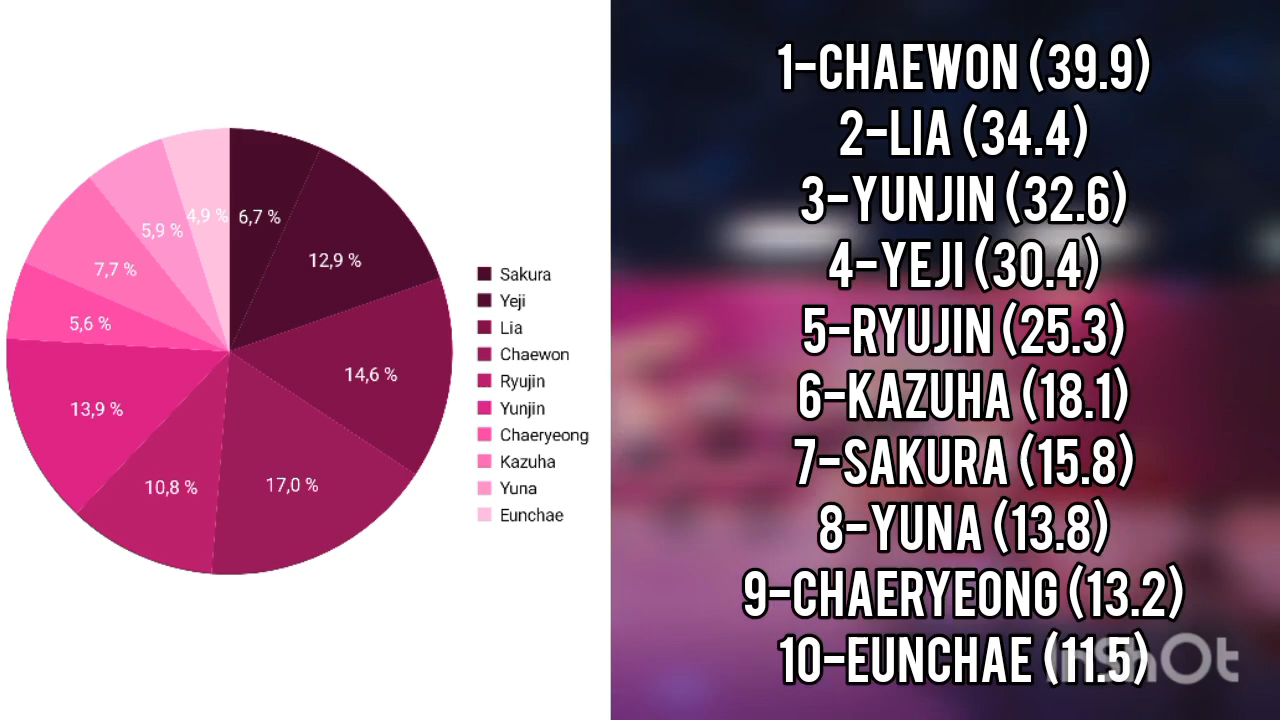 4,9 %
6,7 %
5,9 %
12,9 %
7,7 %
5,6 %
14,6 %
13,9 %
10,8 %
17,0 %
Sakura
Yeji
Lia
Chaewon
Ryujin
Yunjin
Chaeryeong
Kazuha
Yuna
Eunchae
1-CHAEWON (39.9)
2-LIA (34.4)
3-YUNJIN (32.6)
4-YEJI (30.4)
5-RYUJIN (25.3)
6-KAZUHA (18.1)
7-SAKURA (15.8)
8-YUNA (13.8)
9-CHAERYEONG (13.2)
10-EUNCHAE (11.5)
InShOt